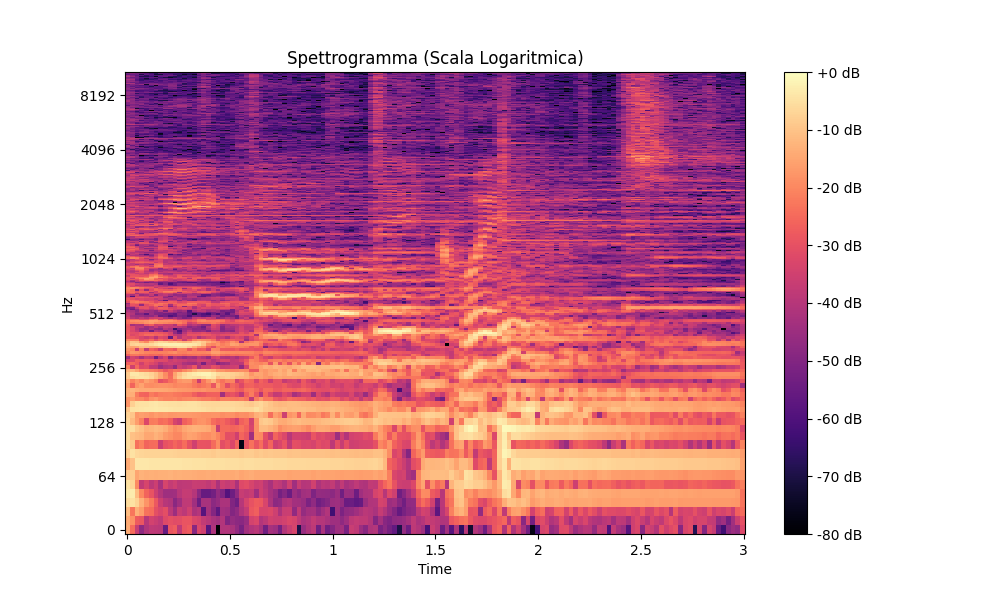 Spettrogramma (Scala Logaritmica)
8192
4096
2048
1024
512
256
128
64
0
Hz
0 0.5 1 1.5 2 2.5 3
Time
+0 dB
-10 dB
-20 dB
-30 dB
-40 dB
-50 dB
-60 dB
-70 dB
-80 dB